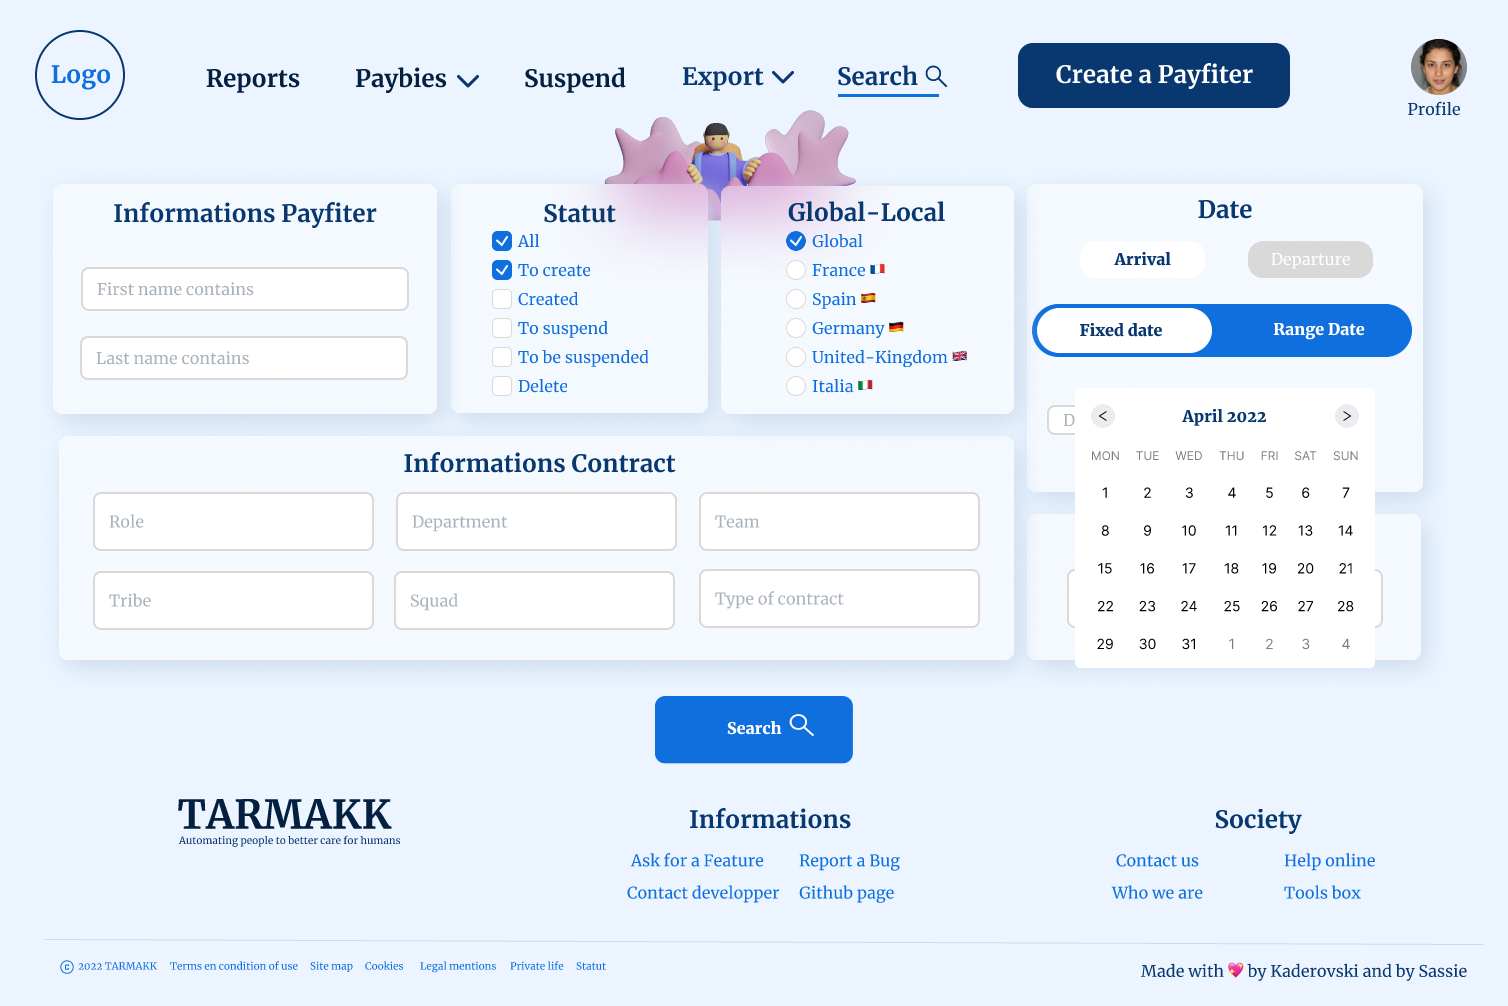 Logo
Reports
Paybies
Suspend
Export
Search
Create a Payfiter
Profile
Informations Payfiter
First name contains
Last name contains
Statut
All
To create
Created
To suspend
To be suspended
Delete
Global-Local
Global
France 🇫🇷
Spain 🇪🇸
Germany 🇩🇪
United-Kingdom 🇬🇧
Italia 🇮🇹
Date
Arrival
Departure
Fixed date
Range Date
D
< April 2022 >
MON TUE WED THU FRI SAT SUN
1 2 3 4 5 6 7
8 9 10 11 12 13 14
15 16 17 18 19 20 21
22 23 24 25 26 27 28
29 30 31 1 2 3 4
Informations Contract
Role
Department
Team
Tribe
Squad
Type of contract
Search
TARMAKK
Automating people to better care for humans
Informations
Ask for a Feature
Report a Bug
Contact developper
Github page
Society
Contact us
Help online
Who we are
Tools box
© 2022 TARMAKK
Terms en condition of use
Site map
Cookies
Legal mentions
Private life
Statut
Made with 💖 by Kaderovski and by Sassie